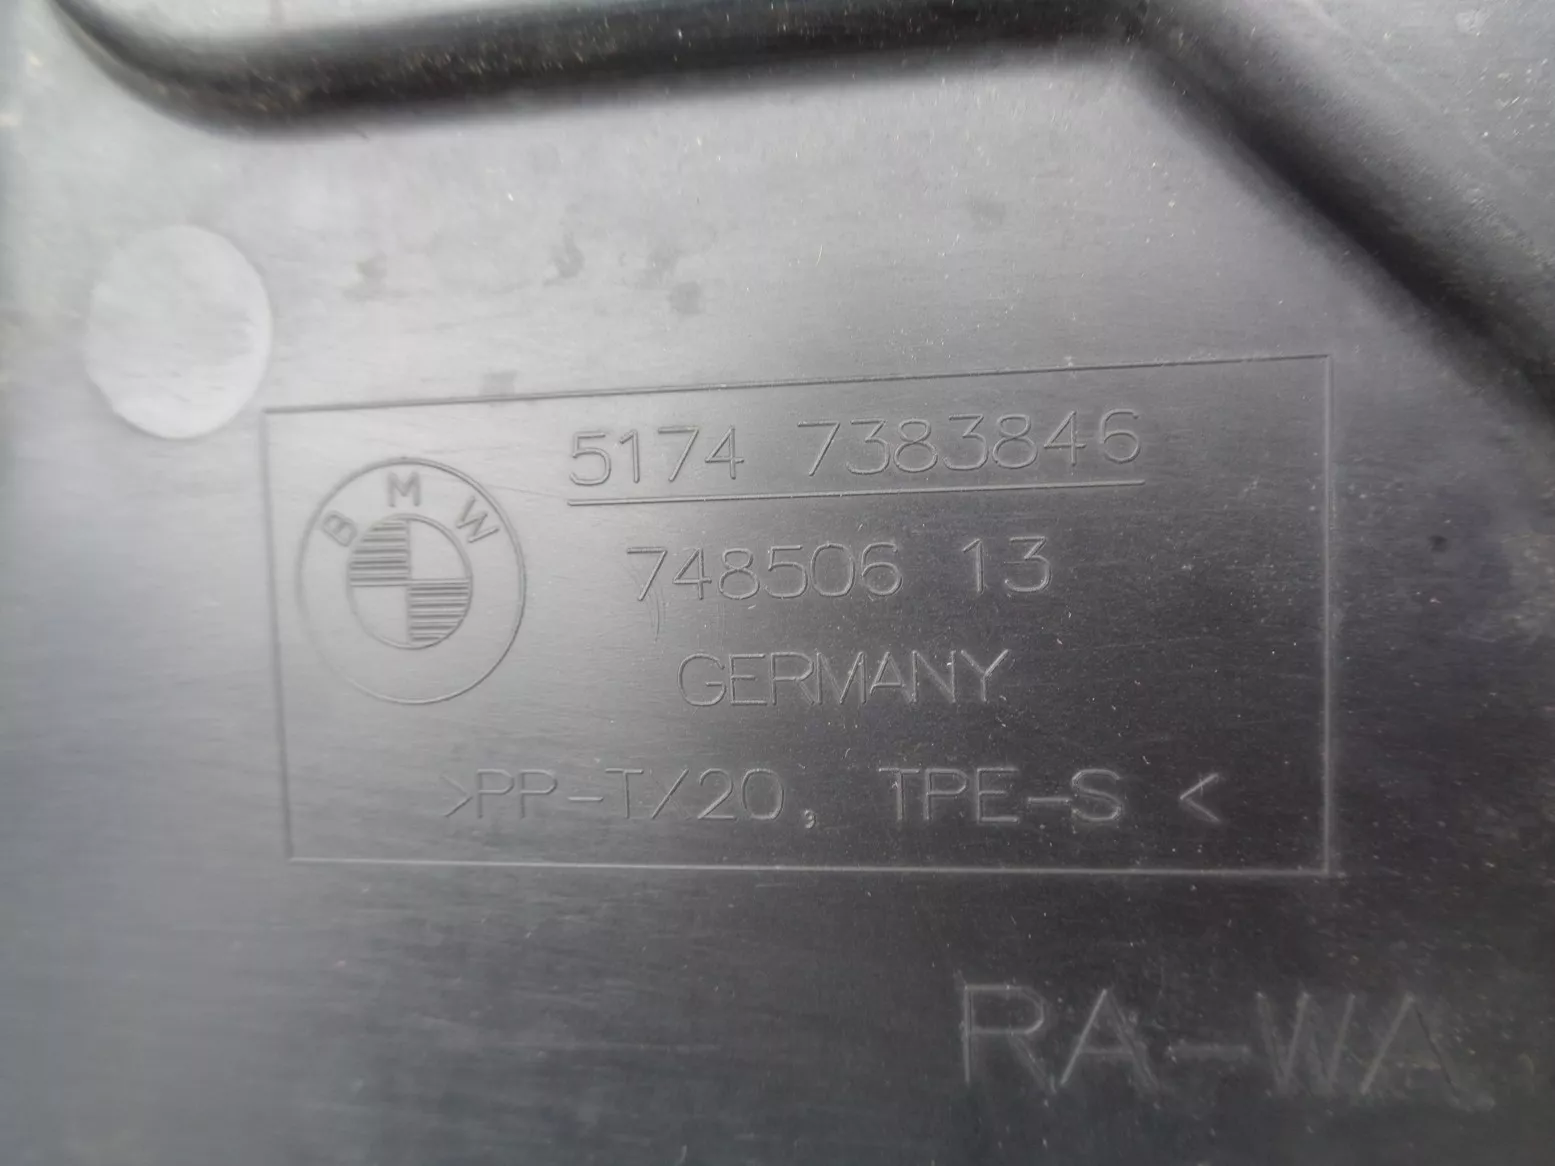 BMW
5174 7383846
748506 13
GERMANY
>PP-T/20, TPE-S <
RA-WA